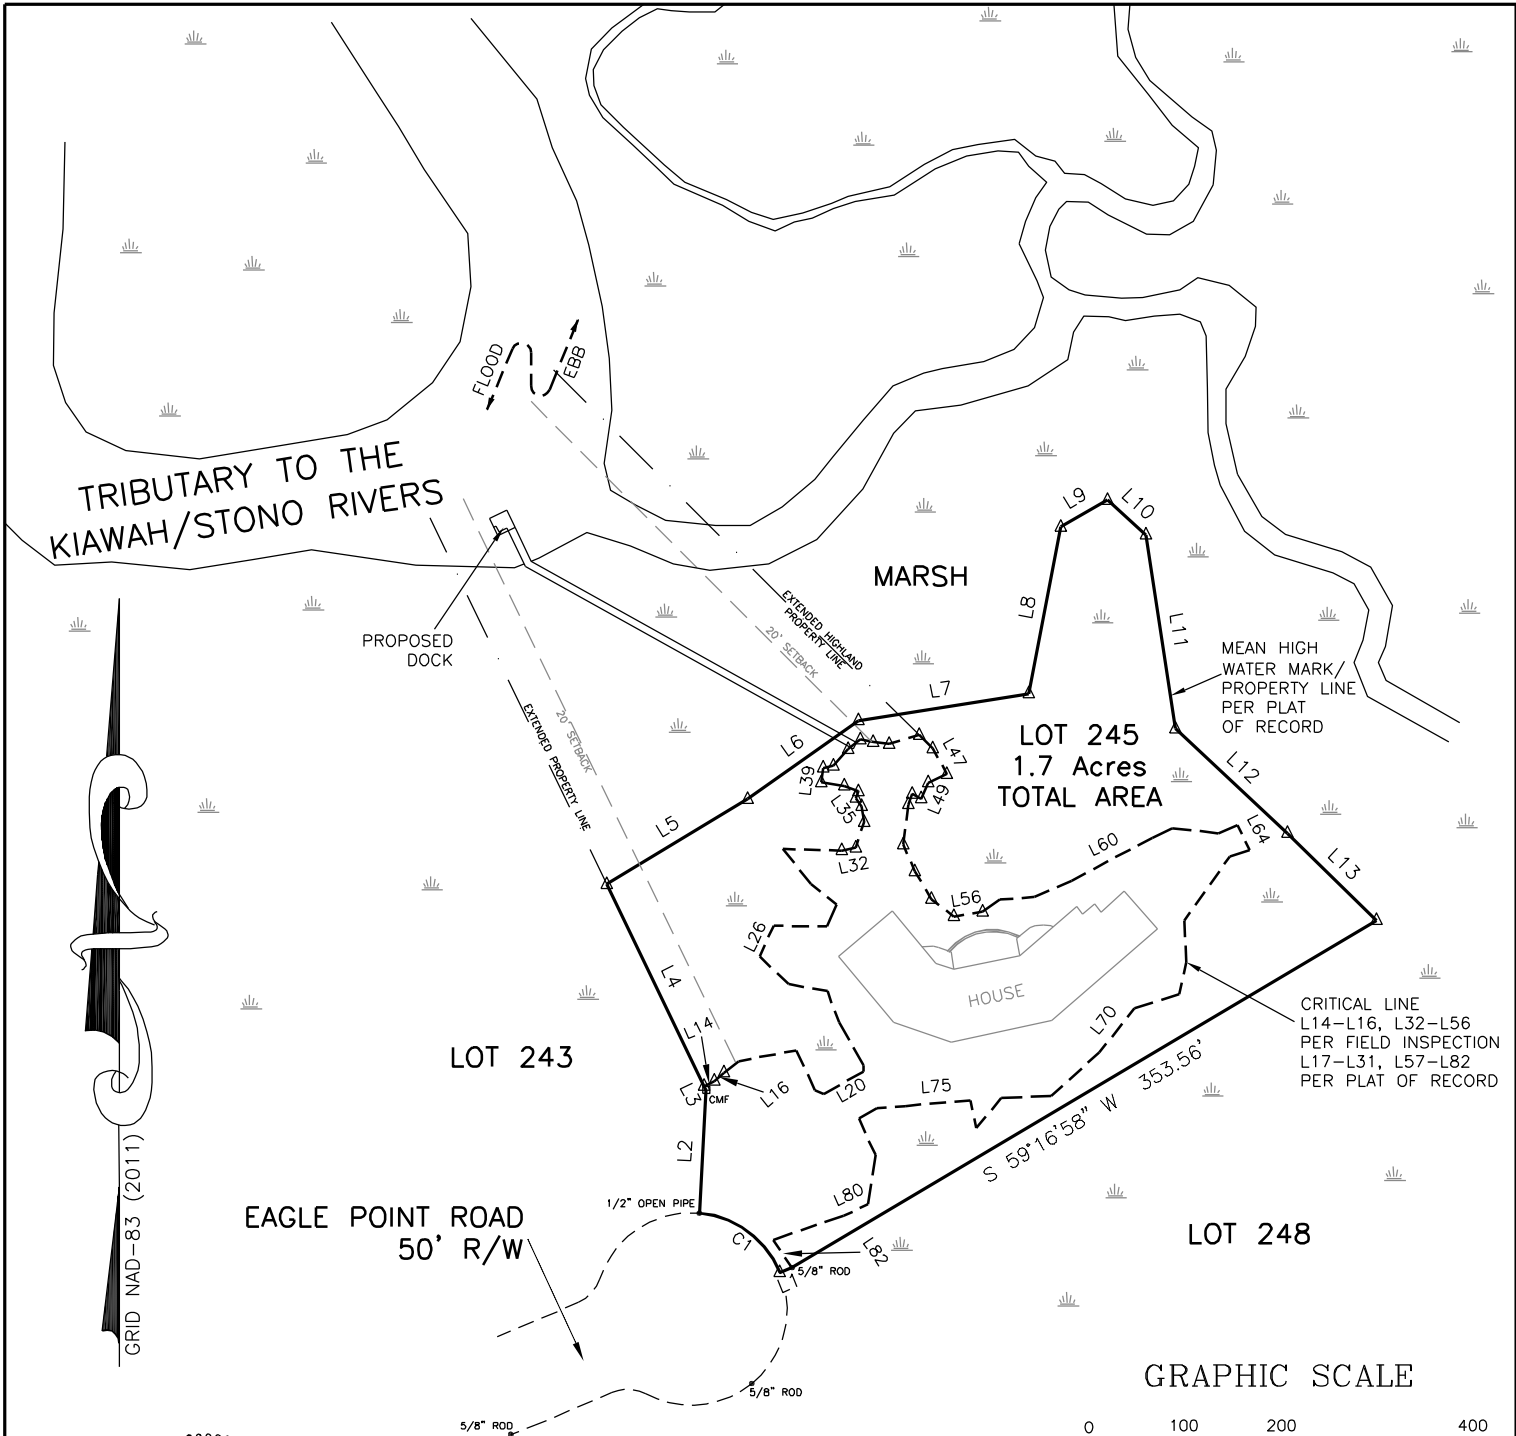 FLOOD
EBB
TRIBUTARY TO THE
KIAWAH/STONO RIVERS
PROPOSED
DOCK
MARSH
L9
L10
L8
L11
MEAN HIGH
WATER MARK/
PROPERTY LINE
PER PLAT
OF RECORD
EXTENDED HIGHLAND
PROPERTY LINE
20' SETBACK
EXTENDED PROPERTY LINE
20' SETBACK
L7
L6
L5
L4
LOT 245
1.7 Acres
TOTAL AREA
L47
L49
L39
L35
L32
L12
L64
L13
L60
L56
L26
HOUSE
L70
CRITICAL LINE
L14-L16, L32-L56
PER FIELD INSPECTION
L17-L31, L57-L82
PER PLAT OF RECORD
LOT 243
L14
L3
CMF
L16
L20
L75
L2
S 59°16'58" W 353.56'
1/2" OPEN PIPE
L80
C1
L82
L1
5/8" ROD
LOT 248
EAGLE POINT ROAD
50' R/W
GRID NAD-83 (2011)
5/8" ROD
5/8" ROD
GRAPHIC SCALE
0 100 200 400